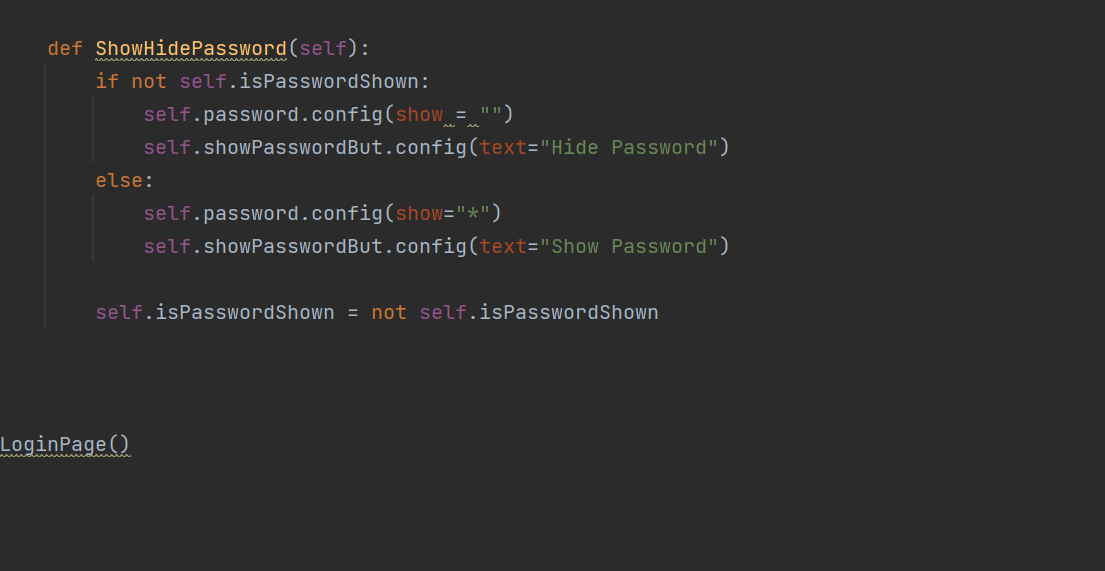 def ShowHidePassword(self):
if not self.isPasswordShown:
self.password.config(show = "")
self.showPasswordBut.config(text="Hide Password")
else:
self.password.config(show="*")
self.showPasswordBut.config(text="Show Password")
self.isPasswordShown = not self.isPasswordShown
LoginPage()